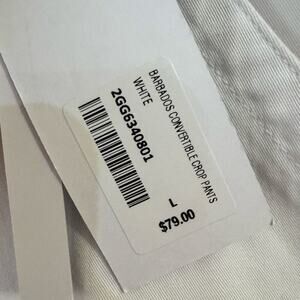 BARBADOS CONVERTIBLE CROP PANTS
WHITE
2GG6340801
L
$79.00